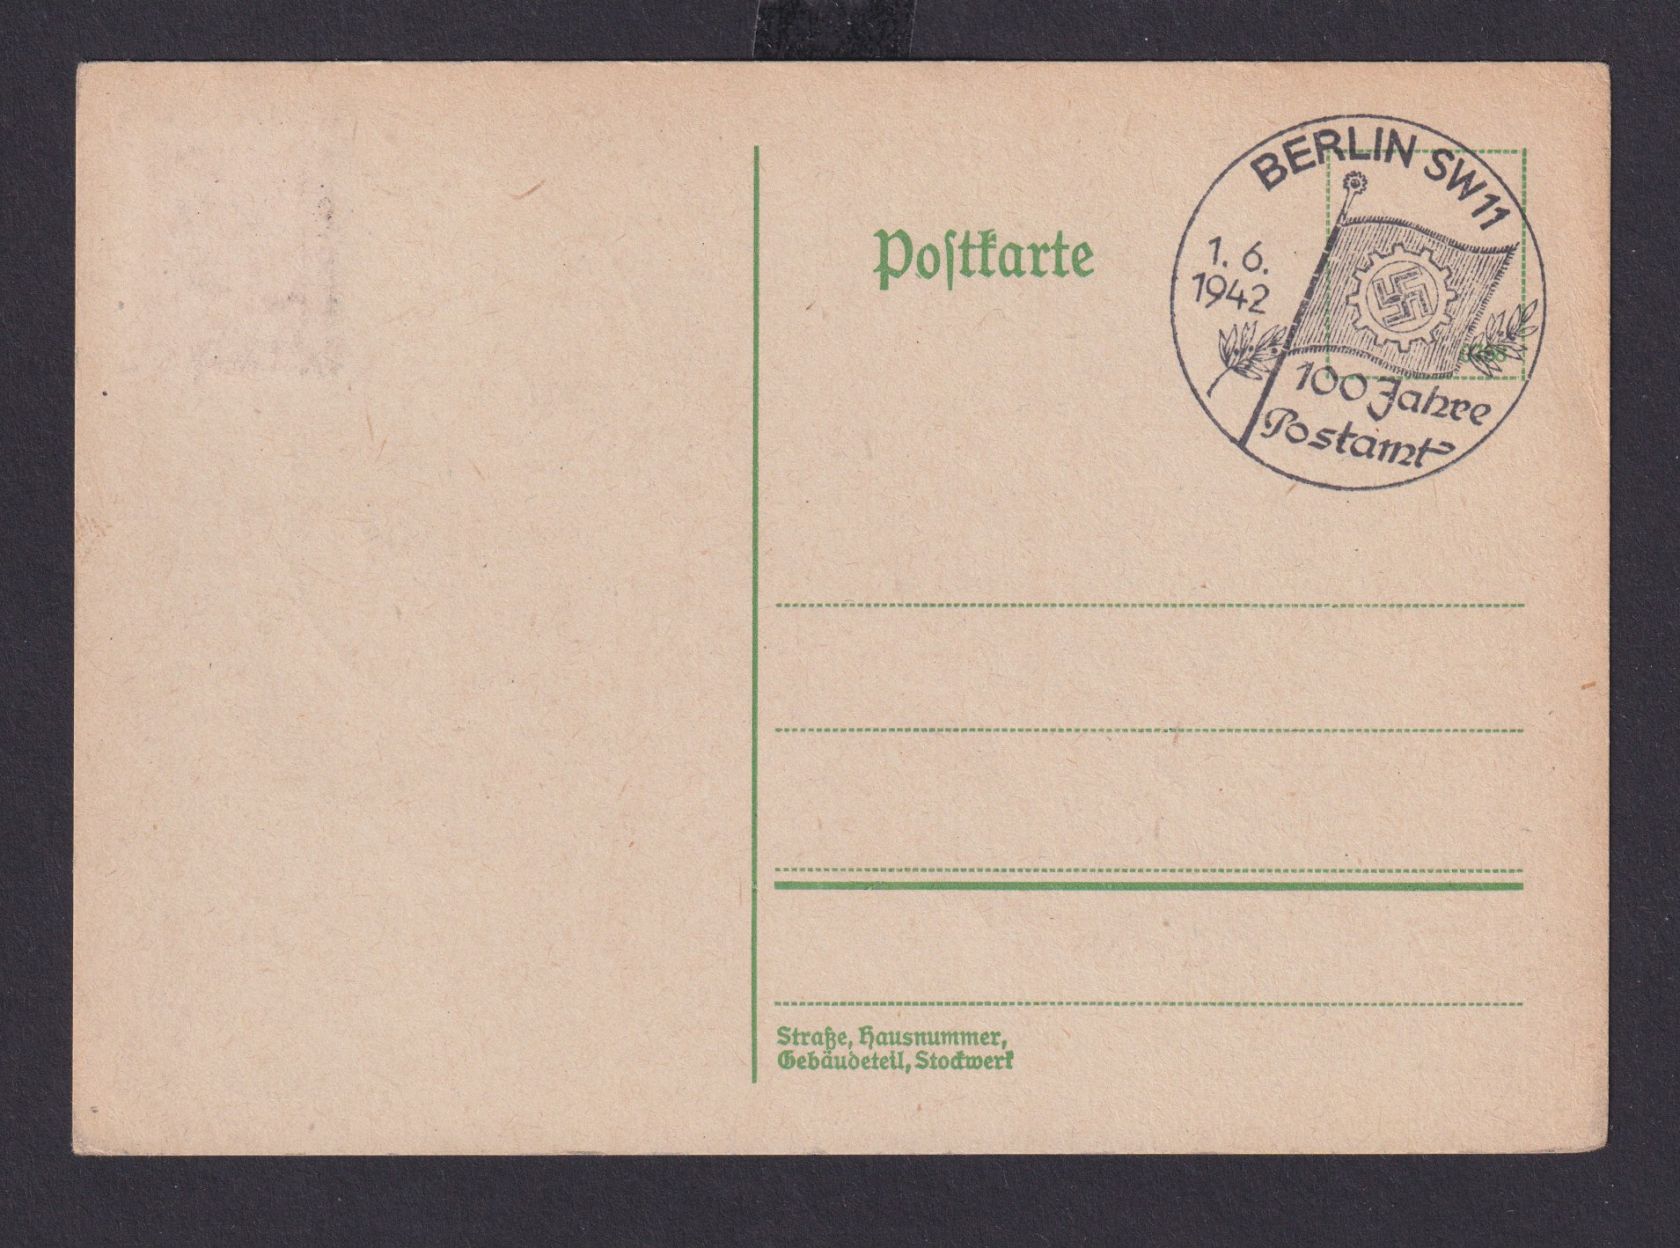 BERLIN SW11
1. 6.
1942
100 Jahre
Postamt
Poſtkarte
Straße, Hausnummer,
Gebäudeteil, Stockwerk